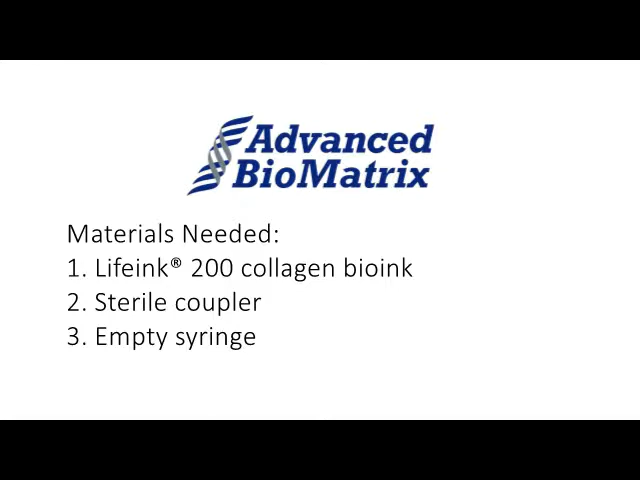 Advanced
BioMatrix
Materials Needed:
1. Lifeink® 200 collagen bioink
2. Sterile coupler
3. Empty syringe